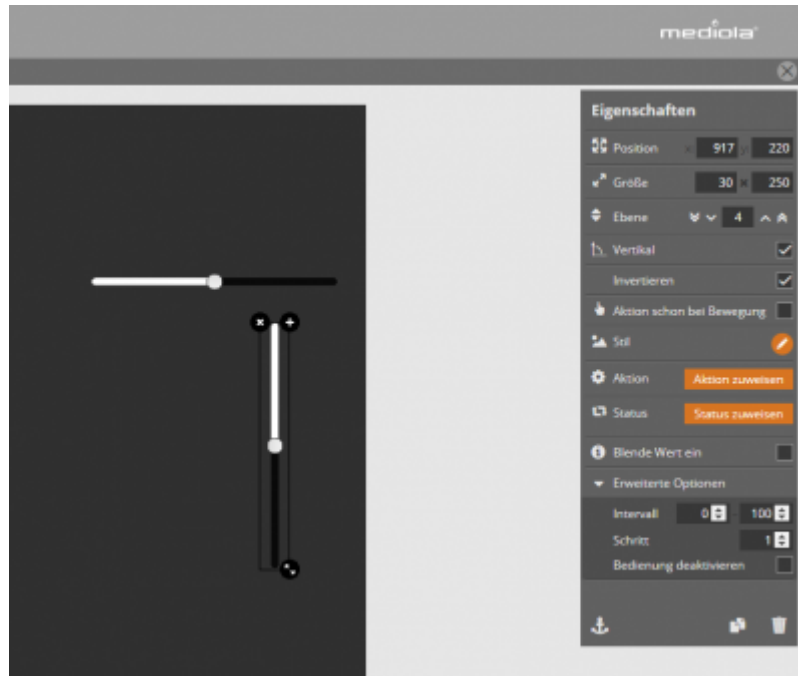 mediola
Eigenschaften
Position x 917 y 220
Größe 30 x 250
Ebene 4
Vertikal
Invertieren
Aktion schon bei Bewegung
Stil
Aktion Aktion zuweisen
Status Status zuweisen
Blende Wert ein
Erweiterte Optionen
Intervall 0 - 100
Schritt 1
Bedienung deaktivieren